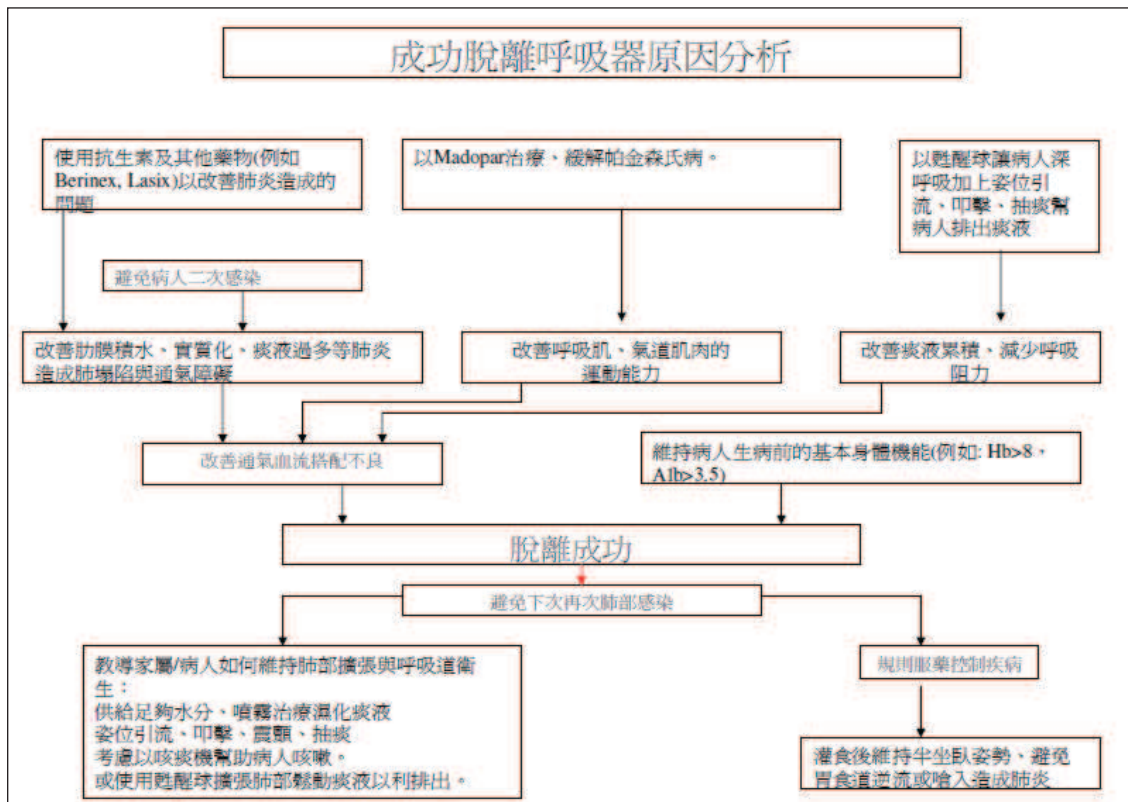 成功脫離呼吸器原因分析
使用抗生素及其他藥物(例如
Berinex, Lasix)以改善肺炎造成的
問題
以Madopar治療、緩解帕金森氏病。
以甦醒球讓病人深
呼吸加上姿位引
流、叩擊、抽痰幫
病人排出痰液
避免病人二次感染
改善肋膜積水、實質化、痰液過多等肺炎
造成肺塌陷與通氣障礙
改善呼吸肌、氣道肌肉的
運動能力
改善痰液累積、減少呼吸
阻力
改善通氣血流搭配不良
維持病人生病前的基本身體機能(例如: Hb>8，
Alb>3.5)
脫離成功
避免下次再次肺部感染
教導家屬/病人如何維持肺部擴張與呼吸道衛
生：
供給足夠水分、噴霧治療濕化痰液
姿位引流、叩擊、震顫、抽痰
考慮以咳痰機幫助病人咳嗽。
或使用甦醒球擴張肺部鬆動痰液以利排出。
規則服藥控制疾病
灌食後維持半坐臥姿勢、避免
胃食道逆流或嗆入造成肺炎